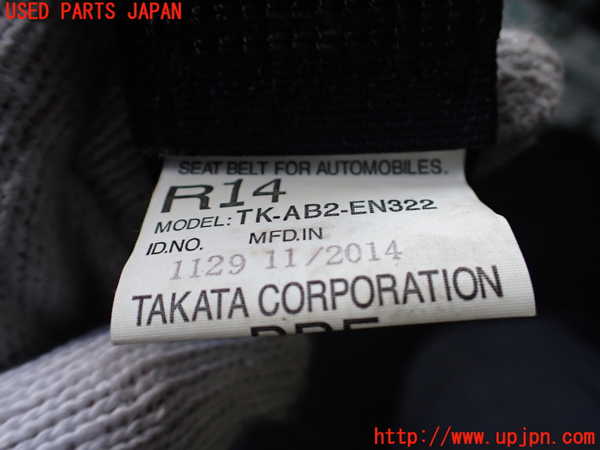 USED PARTS JAPAN
SEAT BELT FOR AUTOMOBILES.
R14
MODEL: TK-AB2-EN322
ID.NO. MFD.IN
1129 11/2014
TAKATA CORPORATION
http://www.upjpn.com/